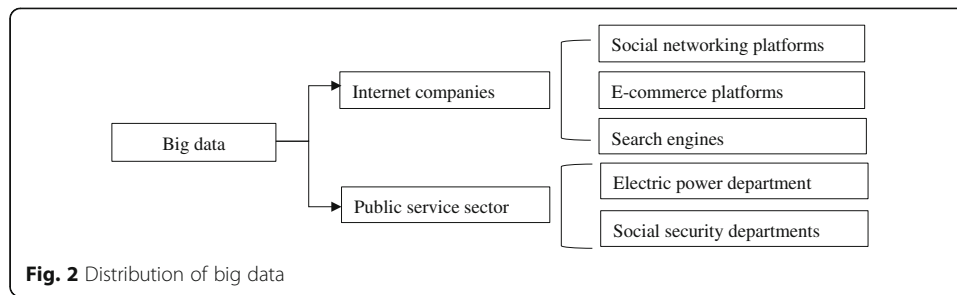 Social networking platforms
Internet companies
E-commerce platforms
Big data
Search engines
Public service sector
Electric power department
Social security departments
Fig. 2 Distribution of big data